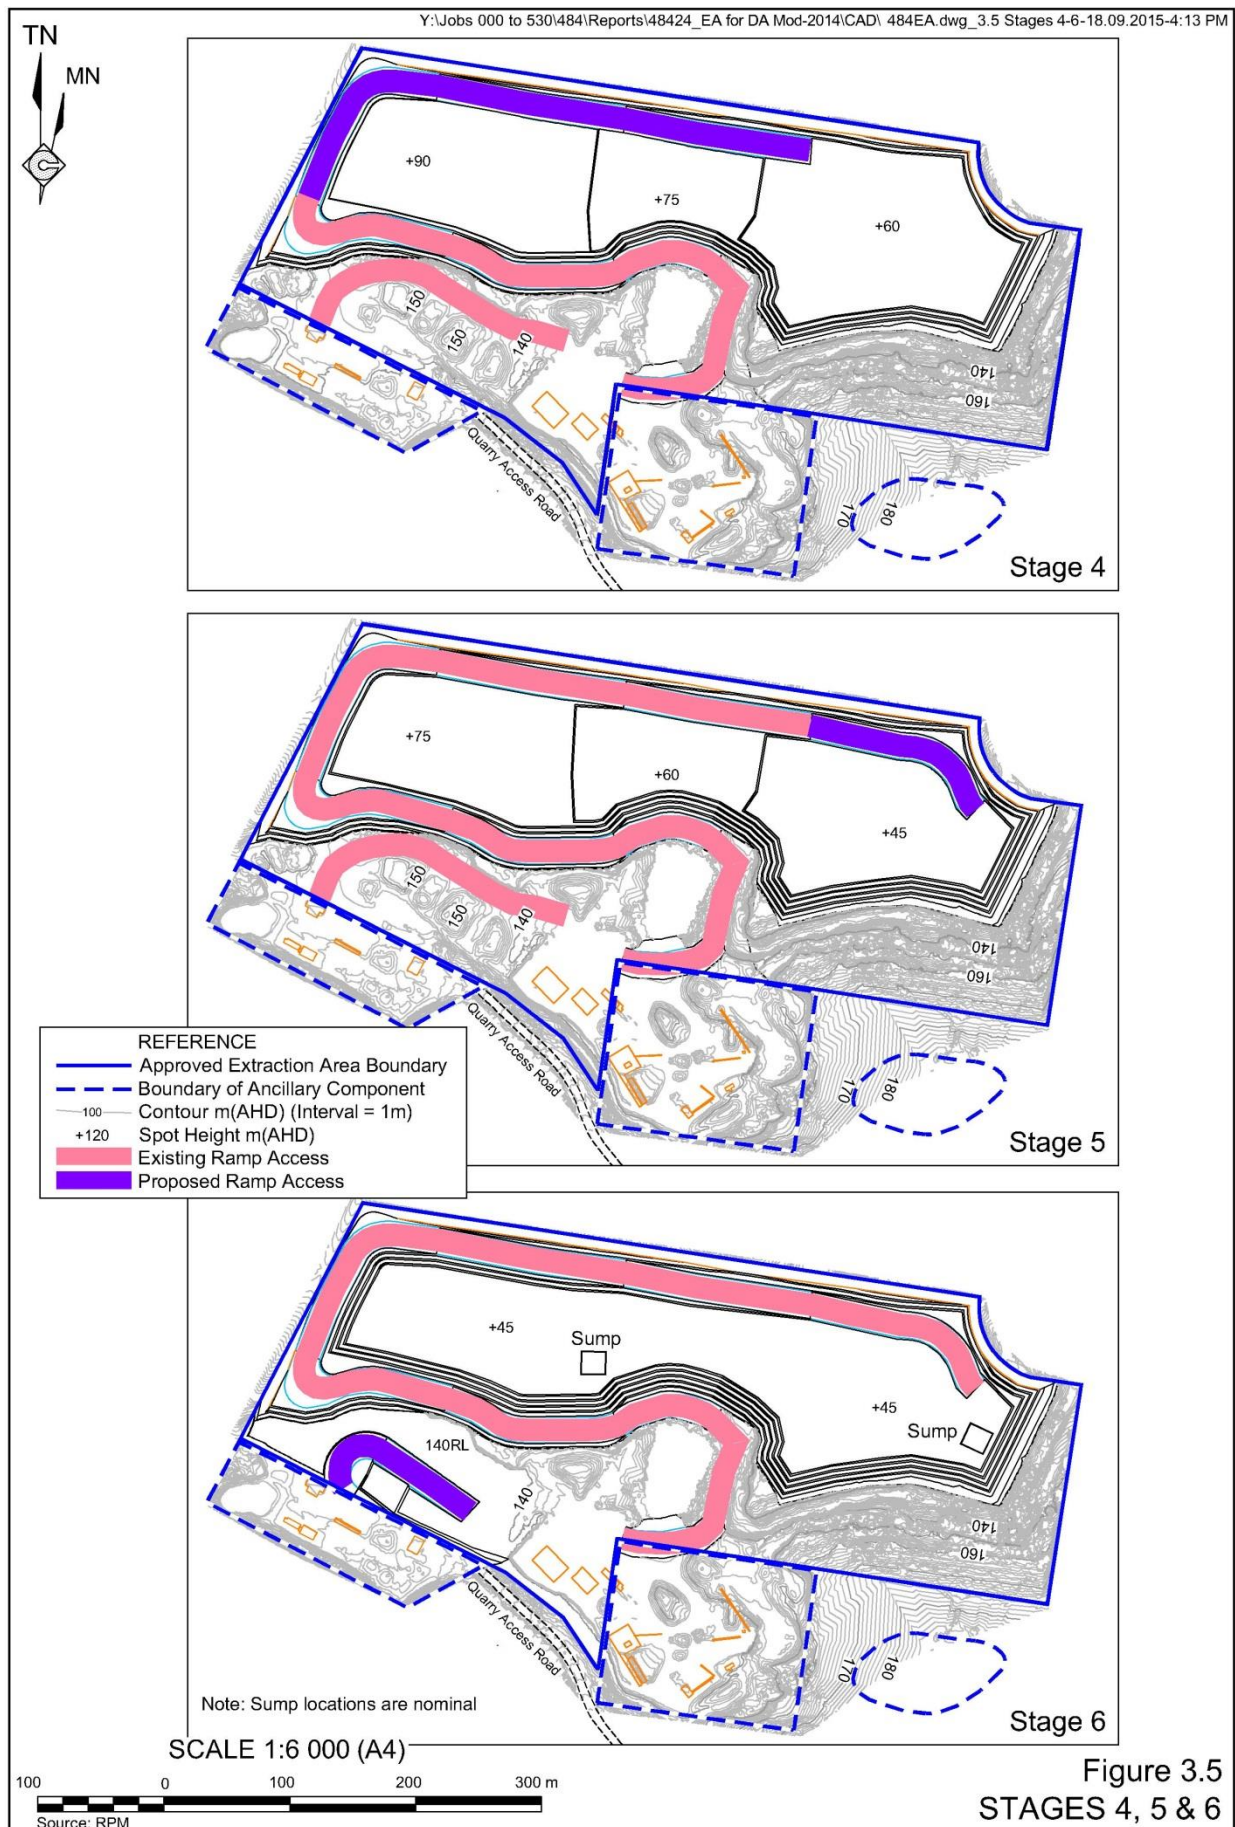 Y:\Jobs 000 to 530\484\Reports\48424_EA for DA Mod-2014\CAD\ 484EA.dwg_3.5 Stages 4-6-18.09.2015-4:13 PM
TN
MN
+90
+75
+60
150
150
140
140
160
170
180
Quarry Access Road
Stage 4
+75
+60
+45
150
150
140
140
160
170
180
Quarry Access Road
Stage 5
REFERENCE
Approved Extraction Area Boundary
Boundary of Ancillary Component
100 Contour m(AHD) (Interval = 1m)
+120 Spot Height m(AHD)
Existing Ramp Access
Proposed Ramp Access
+45
Sump
+45
Sump
140RL
140
140
160
170
180
Quarry Access Road
Note: Sump locations are nominal
Stage 6
SCALE 1:6 000 (A4)
100 0 100 200 300 m
Source: RPM
Figure 3.5
STAGES 4, 5 & 6